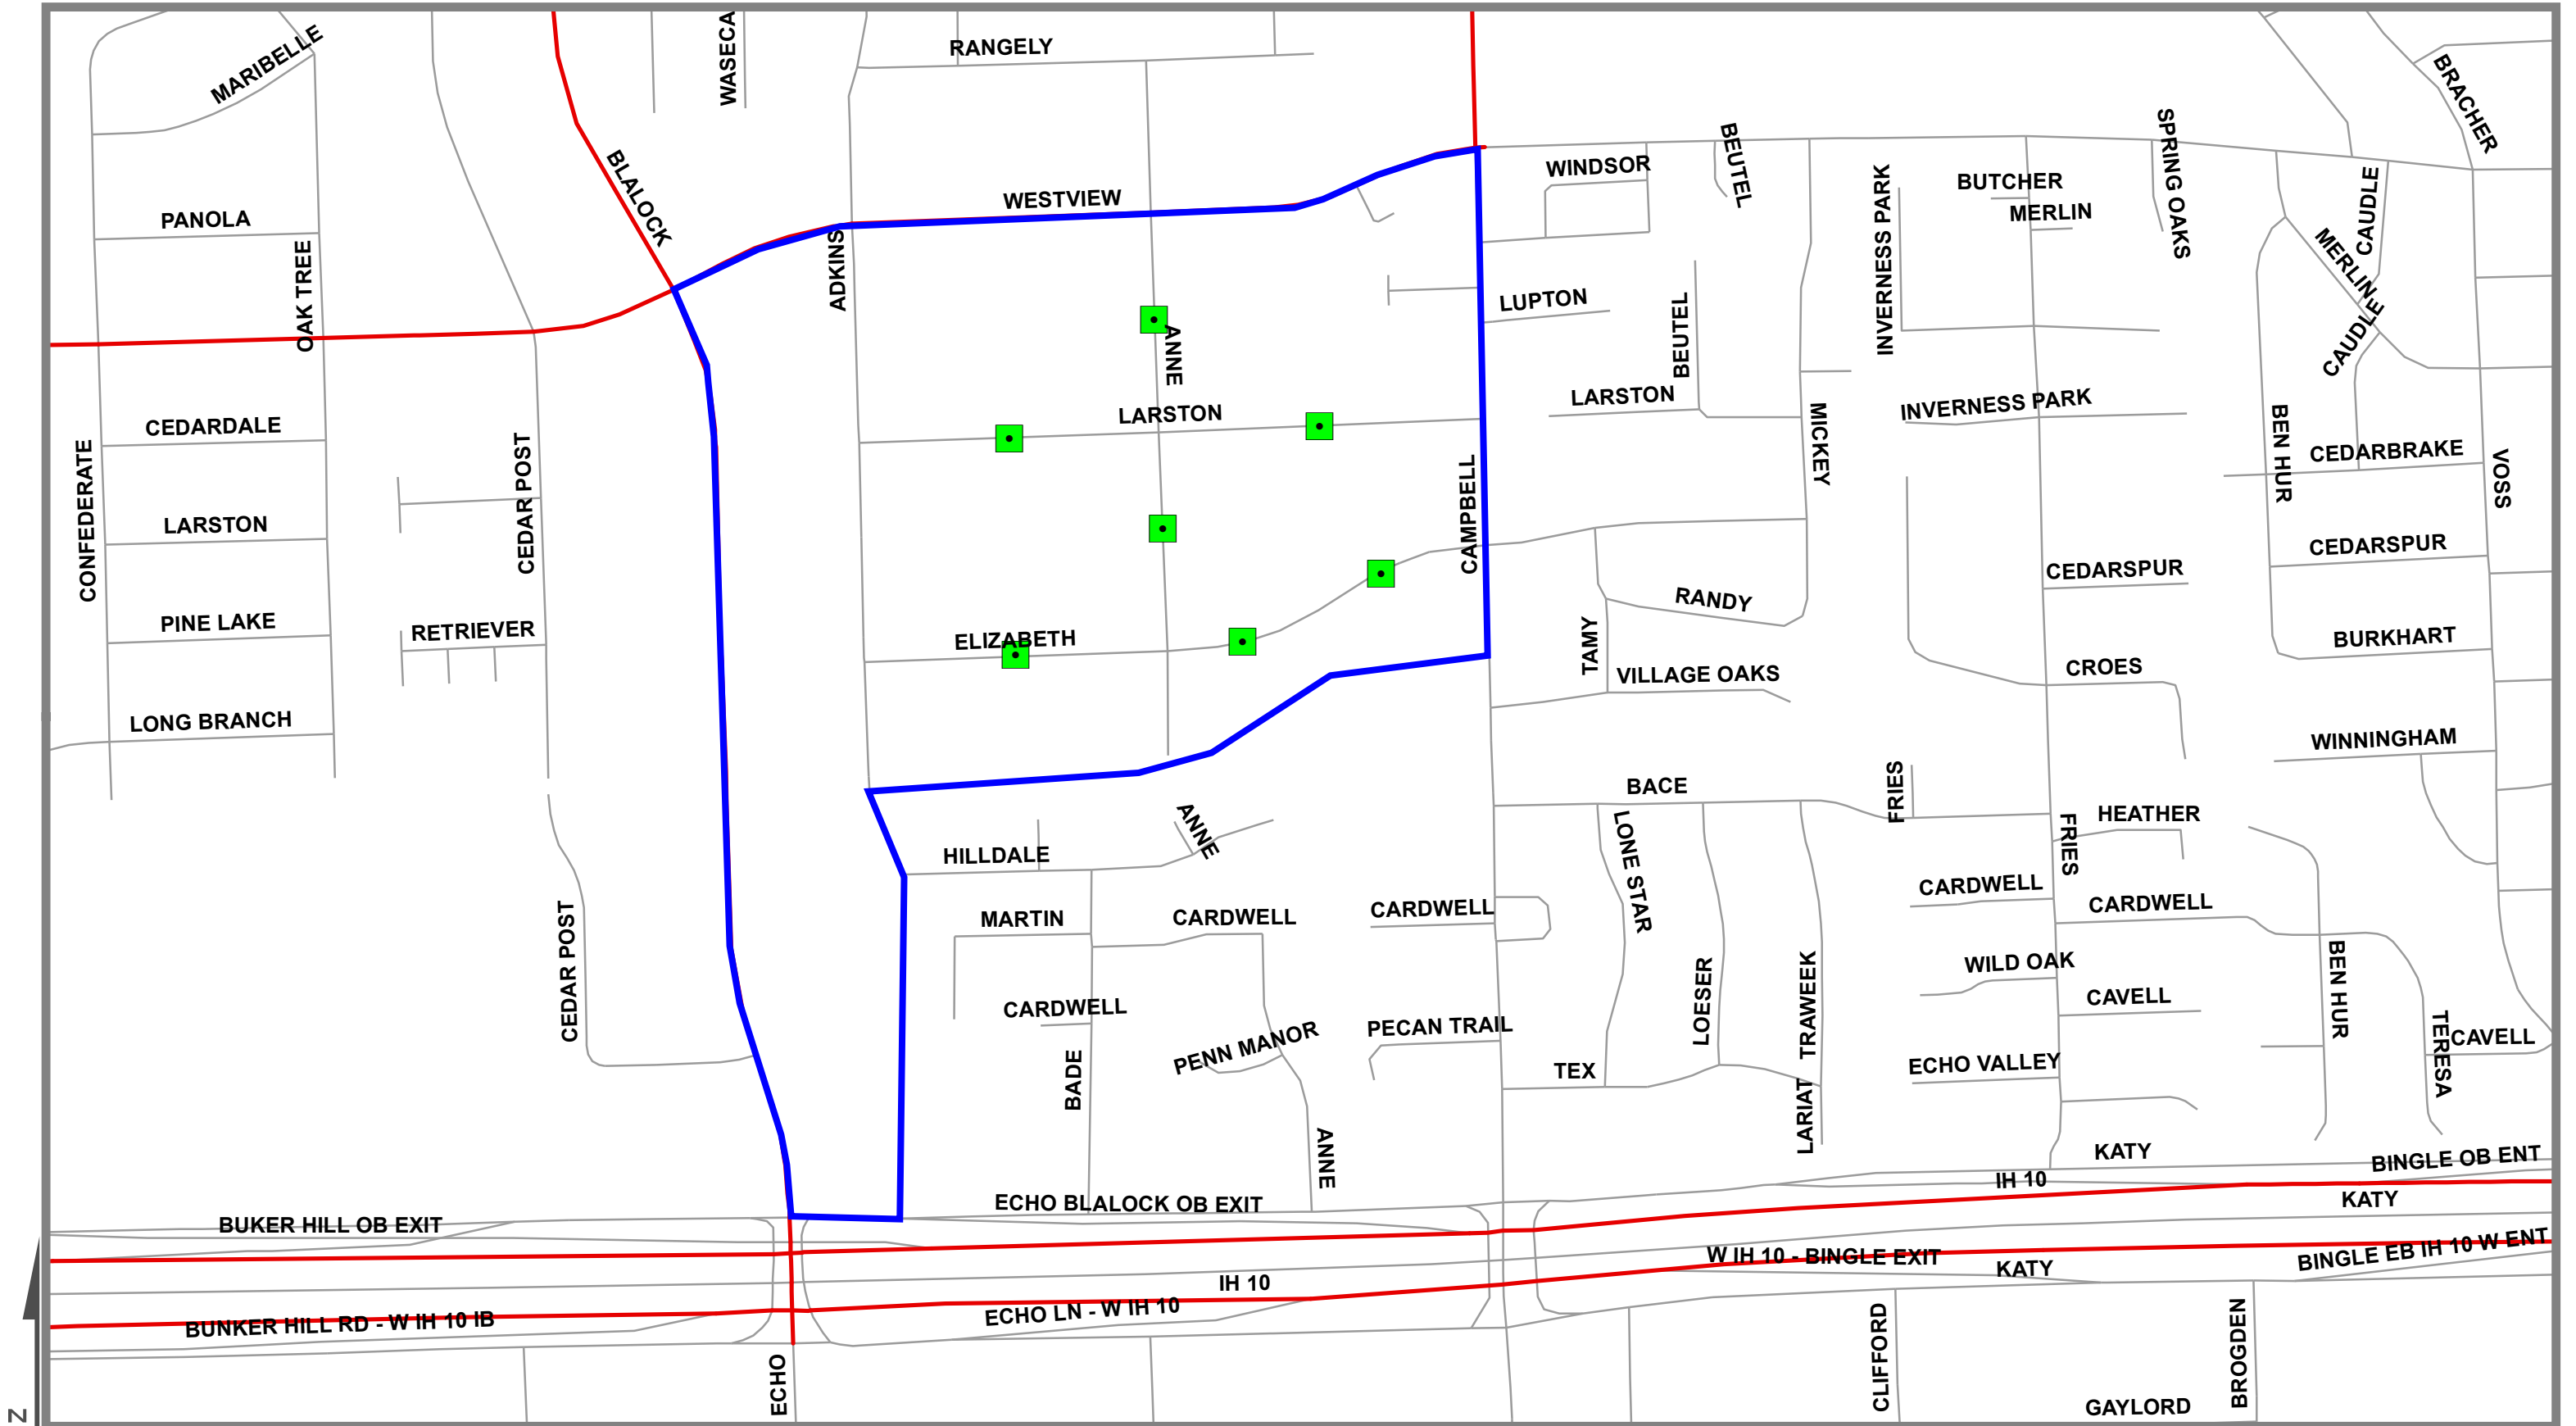 MARIBELLE
WASECA
RANGELY
BRACHER
BLALOCK
WINDSOR
BEUTEL
SPRING OAKS
INVERNESS PARK
BUTCHER
MERLIN
CAUDLE
PANOLA
WESTVIEW
OAK TREE
ADKINS
MERLIN
LUPTON
BEUTEL
ANNE
CAUDLE
CEDARDALE
LARSTON
LARSTON
INVERNESS PARK
MICKEY
BEN HUR
CEDARBRAKE
VOSS
CONFEDERATE
CEDAR POST
CAMPBELL
LARSTON
CEDARSPUR
CEDARSPUR
RANDY
PINE LAKE
RETRIEVER
ELIZABETH
TAMY
BURKHART
VILLAGE OAKS
CROES
LONG BRANCH
WINNINGHAM
BACE
FRIES
ANNE
HEATHER
FRIES
LONE STAR
HILLDALE
CARDWELL
CARDWELL
MARTIN
CARDWELL
CARDWELL
CEDAR POST
WILD OAK
BEN HUR
CARDWELL
CAVELL
LOESER
TRAWEEK
PENN MANOR
PECAN TRAIL
CAVELL
TERESA
BADE
TEX
ECHO VALLEY
LARIAT
ANNE
KATY
BINGLE OB ENT
IH 10
ECHO BLALOCK OB EXIT
KATY
BUKER HILL OB EXIT
W IH 10 - BINGLE EXIT
BINGLE EB IH 10 W ENT
KATY
IH 10
ECHO LN - W IH 10
BUNKER HILL RD - W IH 10 IB
ECHO
CLIFFORD
BROGDEN
GAYLORD
N